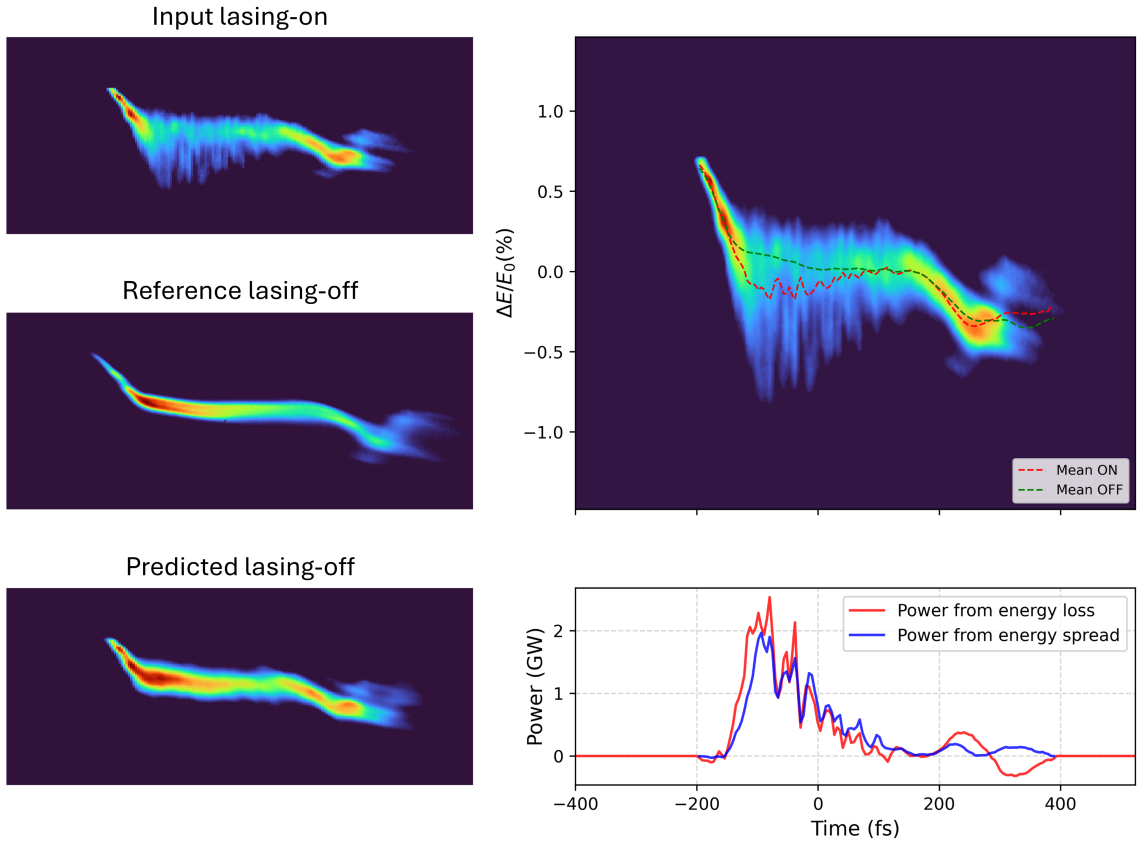 Input lasing-on
Reference lasing-off
Predicted lasing-off
ΔE/E₀(%)
1.0
0.5
0.0
−0.5
−1.0
Mean ON
Mean OFF
Power (GW)
2
1
0
Power from energy loss
Power from energy spread
−400 −200 0 200 400
Time (fs)